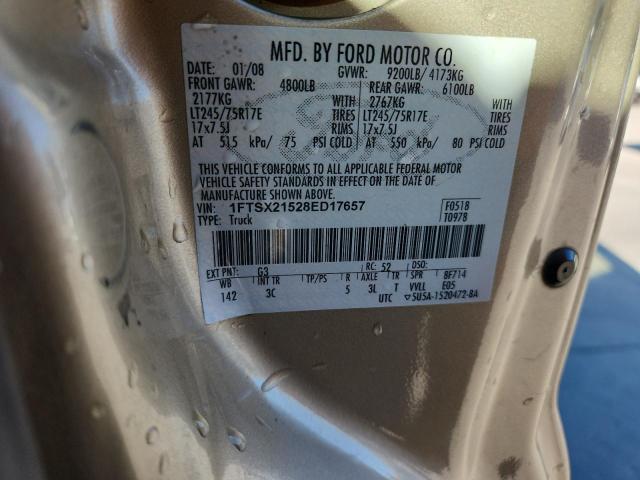 MFD. BY FORD MOTOR CO.
DATE: 01/08 GVWR: 9200LB/ 4173KG
FRONT GAWR: 4800LB REAR GAWR: 6100LB
2177KG WITH 2767KG WITH
LT245/75R17E TIRES LT245/75R17E TIRES
17x7.5J RIMS 17x7.5J RIMS
AT 515 kPa/ 75 PSI COLD AT 550 kPa/ 80 PSI COLD
THIS VEHICLE CONFORMS TO ALL APPLICABLE FEDERAL MOTOR
VEHICLE SAFETY STANDARDS IN EFFECT ON THE DATE OF
MANUFACTURE SHOWN ABOVE.
VIN: 1FTSX21528ED17657 F0518
TYPE: Truck T0978
EXT PNT: G3 RC: 52 DSO:
WB INT TR TP/PS R AXLE TR SPR BF714
142 3C 5 3L T VVLL E05
UTC 5U5A-1520472-BA